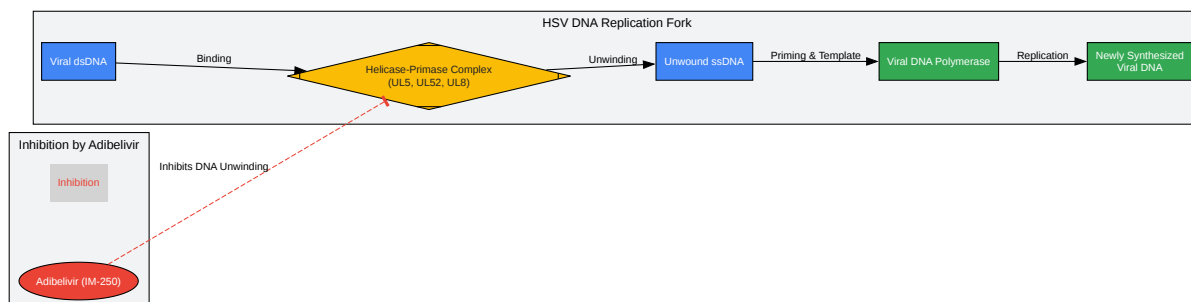 HSV DNA Replication Fork
Viral dsDNA
Binding
Helicase-Primase Complex
(UL5, UL52, UL8)
Unwinding
Unwound ssDNA
Priming & Template
Viral DNA Polymerase
Replication
Newly Synthesized
Viral DNA
Inhibition by Adibelivir
Inhibition
Inhibits DNA Unwinding
Adibelivir (IM-250)